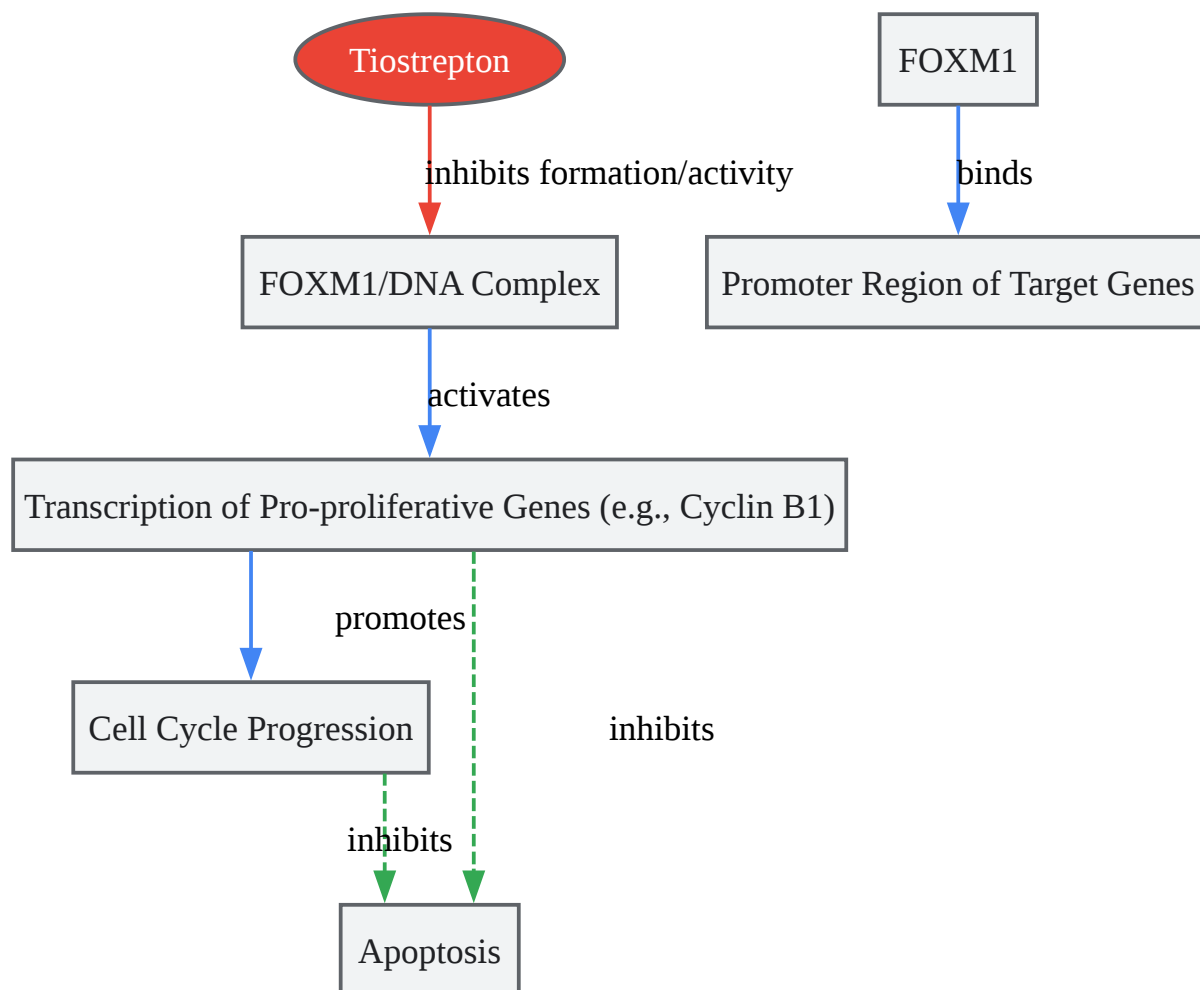 Tiostrepton
FOXM1
inhibits formation/activity
binds
FOXM1/DNA Complex
Promoter Region of Target Genes
activates
Transcription of Pro-proliferative Genes (e.g., Cyclin B1)
promotes
Cell Cycle Progression
inhibits
inhibits
Apoptosis